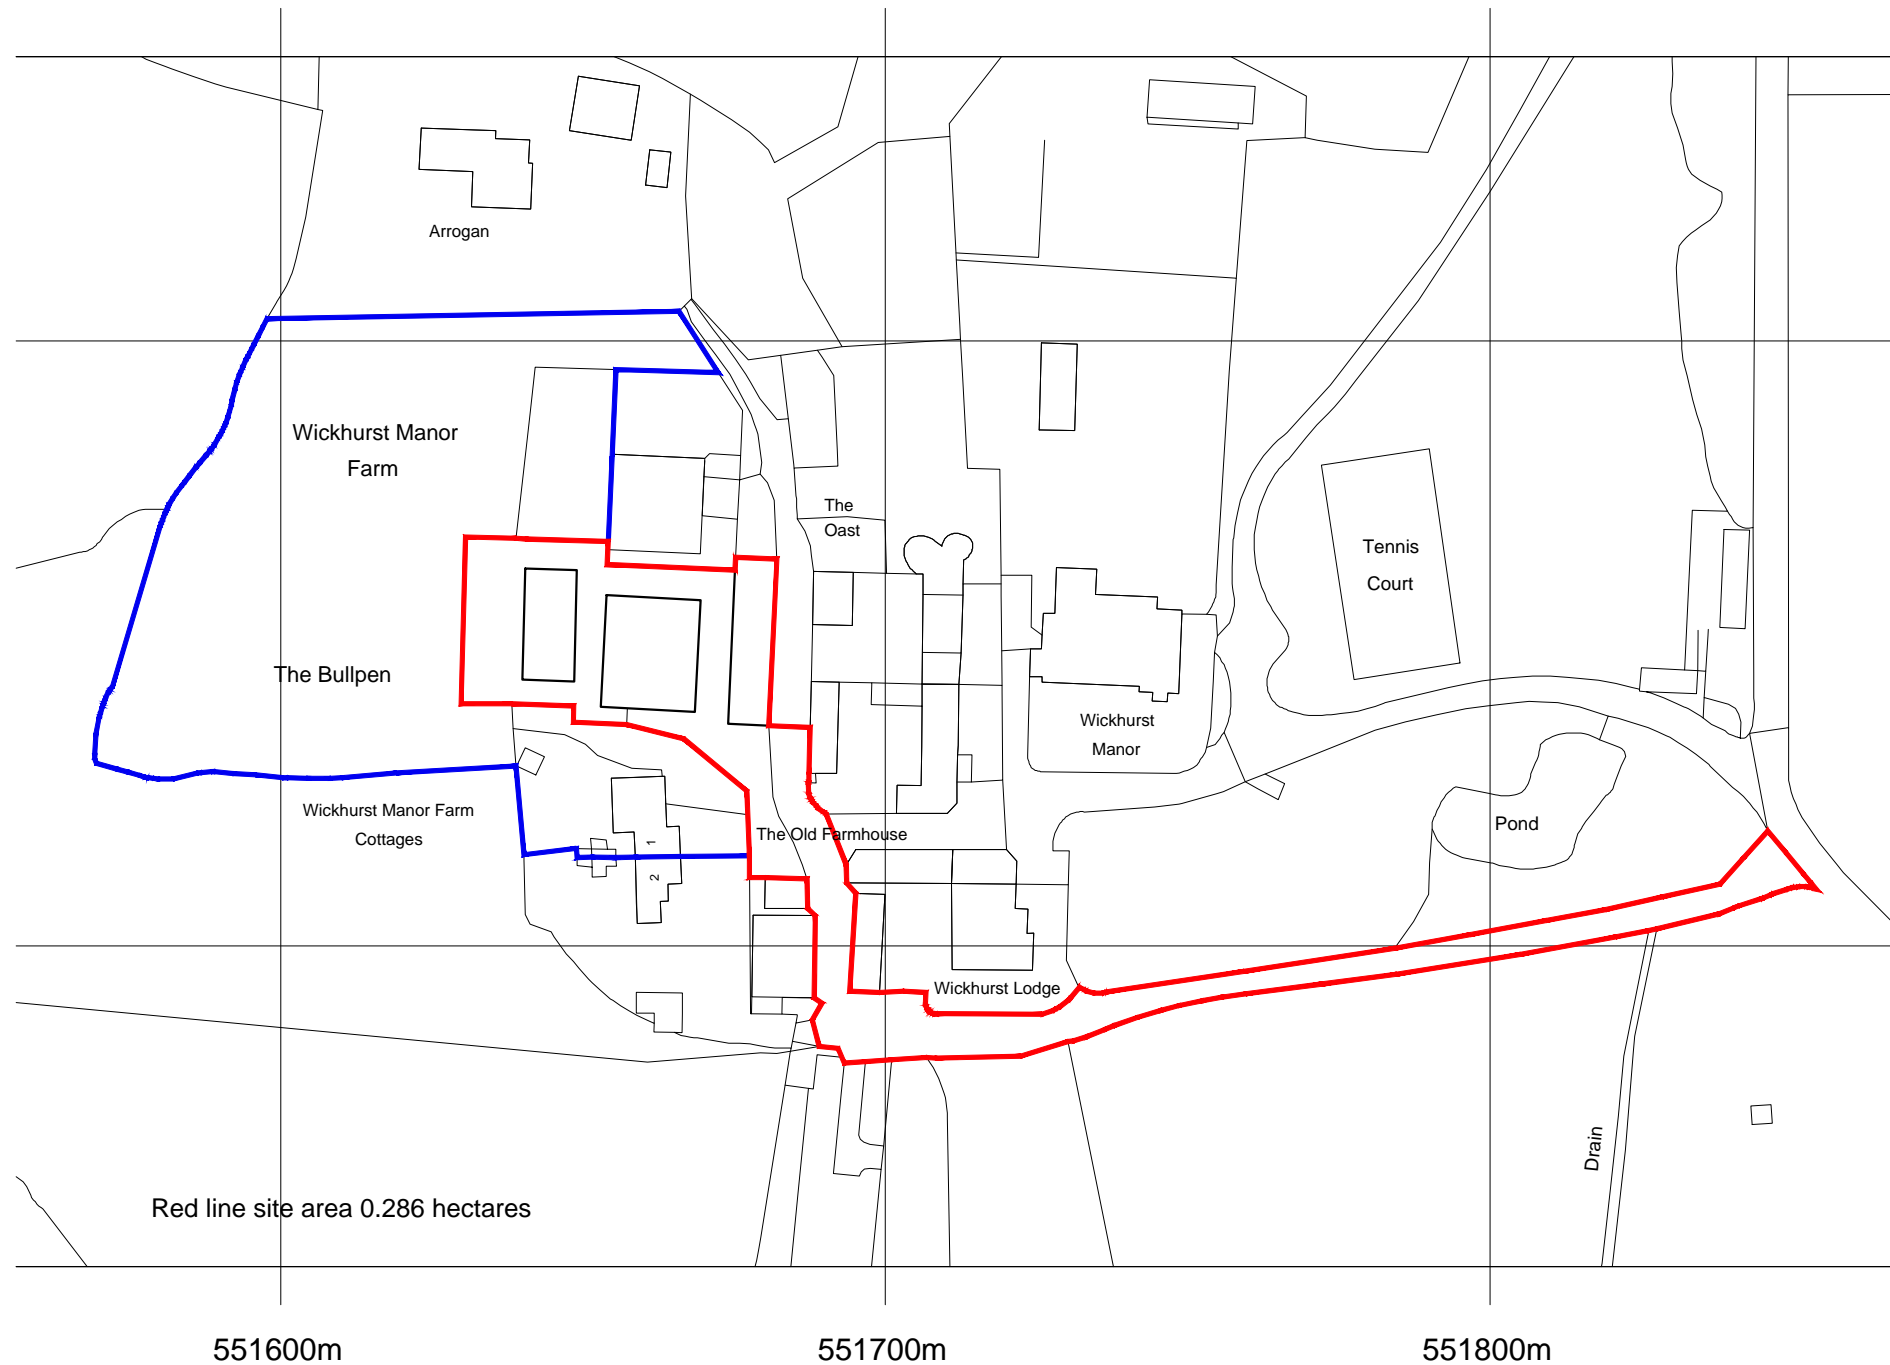 Arrogan
Wickhurst Manor
Farm
The
Oast
Tennis
Court
The Bullpen
Wickhurst
Manor
Wickhurst Manor Farm
Cottages
1
2
The Old Farmhouse
Pond
Wickhurst Lodge
Drain
Red line site area 0.286 hectares
551600m
551700m
551800m